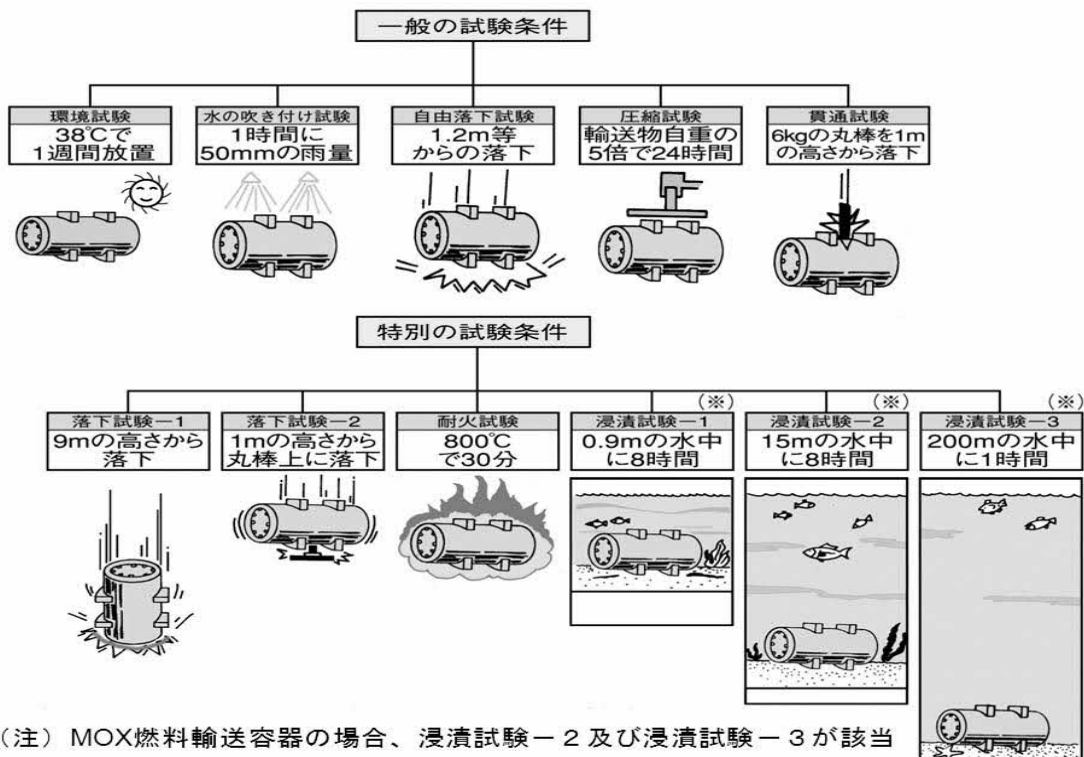 一般の試験条件
環境試験
38℃で
1週間放置
水の吹き付け試験
1時間に
50mmの雨量
自由落下試験
1.2m等
からの落下
圧縮試験
輸送物自重の
5倍で24時間
貫通試験
6kgの丸棒を1m
の高さから落下
特別の試験条件
落下試験－1
9mの高さから
落下
落下試験－2
1mの高さから
丸棒上に落下
耐火試験
800℃
で30分
(※)
浸漬試験－1
0.9mの水中
に8時間
(※)
浸漬試験－2
15mの水中
に8時間
(※)
浸漬試験－3
200mの水中
に1時間
（注） MOX燃料輸送容器の場合、浸漬試験－２及び浸漬試験－３が該当